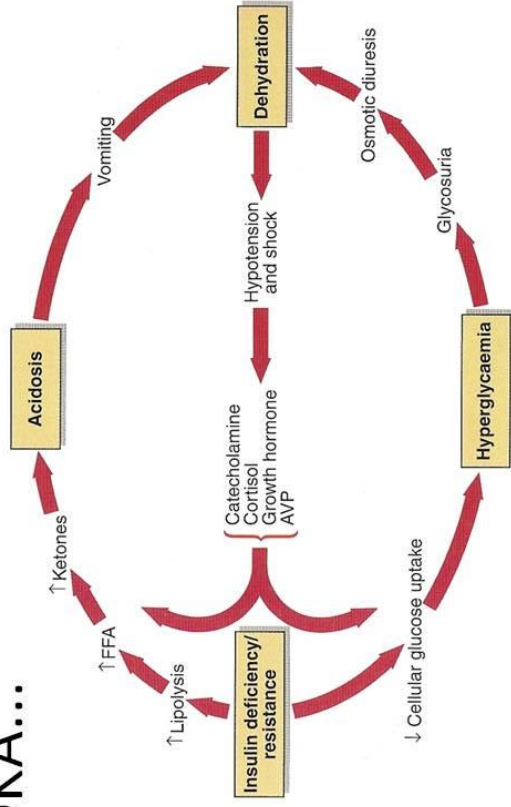 KA...
Acidosis
↑Ketones
Vomiting
↑FFA
↑Lipolysis
Insulin deficiency/
resistance
Catecholamine
Cortisol
Growth hormone
AVP
Hypotension
and shock
Dehydration
↓ Cellular glucose uptake
Osmotic diuresis
Glycosuria
Hyperglycaemia